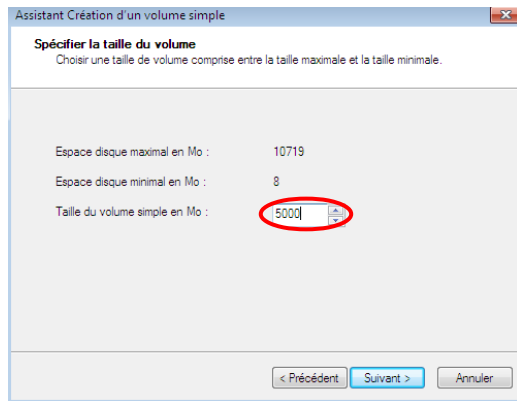 Assistant Création d'un volume simple
Spécifier la taille du volume
Choisir une taille de volume comprise entre la taille maximale et la taille minimale.
Espace disque maximal en Mo : 10719
Espace disque minimal en Mo : 8
Taille du volume simple en Mo : 5000
< Précédent Suivant > Annuler